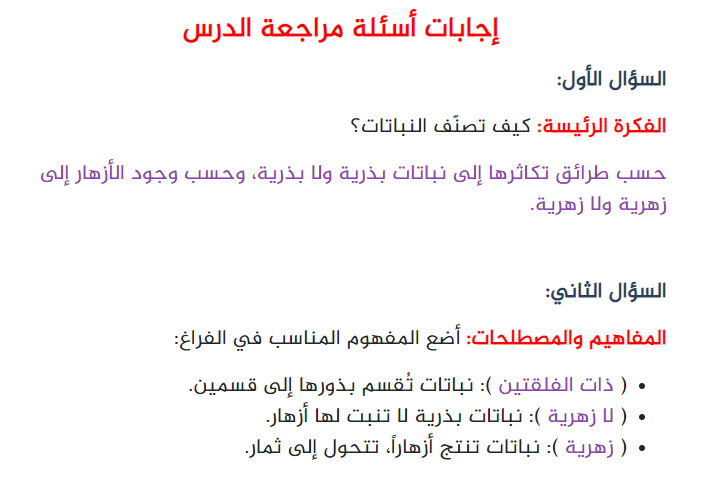 إجابات أسئلة مراجعة الدرس
السؤال الأول:
الفكرة الرئيسة: كيف تصنّف النباتات؟
حسب طرائق تكاثرها إلى نباتات بذرية ولا بذرية، وحسب وجود الأزهار إلى
زهرية ولا زهرية.
السؤال الثاني:
المفاهيم والمصطلحات: أضع المفهوم المناسب في الفراغ:
• ( ذات الفلقتين ): نباتات تُقسم بذورها إلى قسمين.
• ( لا زهرية ): نباتات بذرية لا تنبت لها أزهار.
• ( زهرية ): نباتات تنتج أزهاراً، تتحول إلى ثمار.